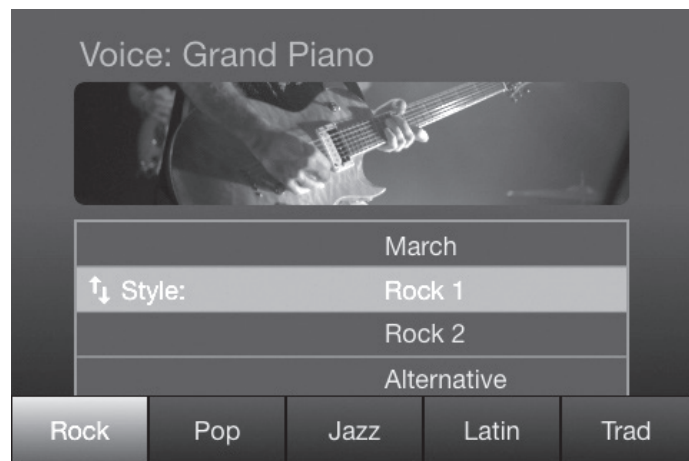 Voice: Grand Piano
March
Style: Rock 1
Rock 2
Alternative
Rock Pop Jazz Latin Trad